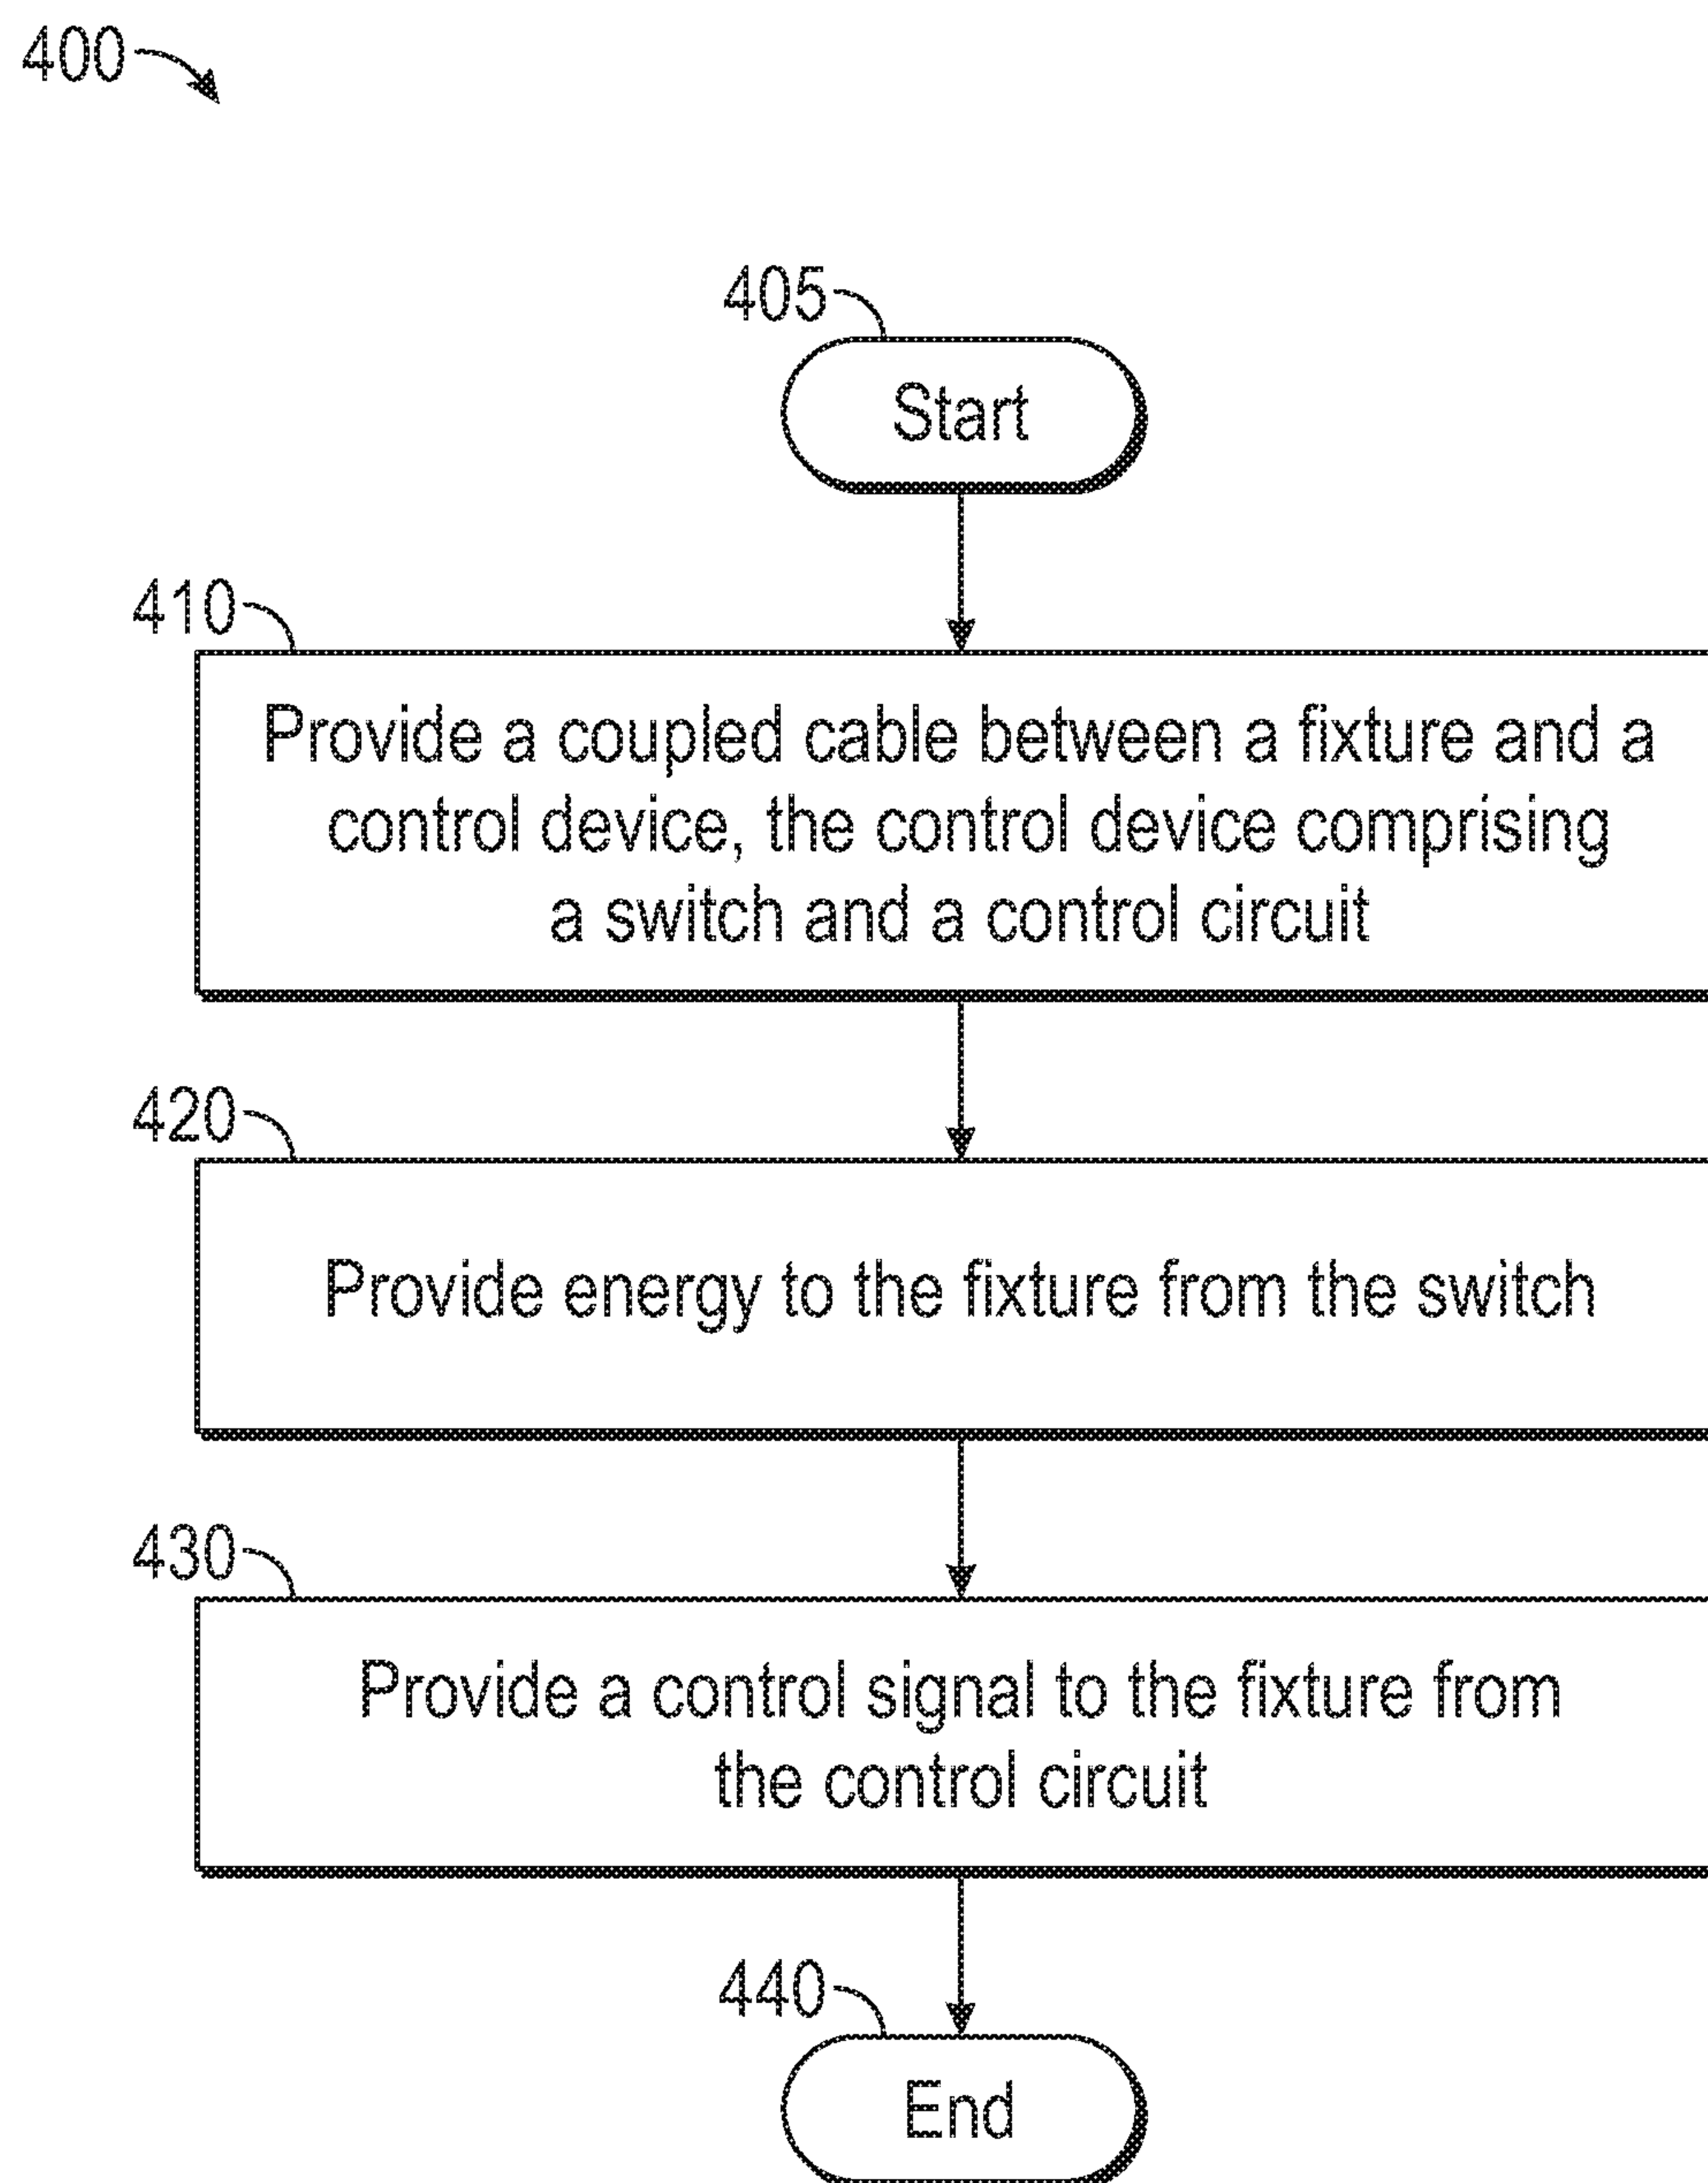 400
405
Start
410
Provide a coupled cable between a fixture and a
control device, the control device comprising
a switch and a control circuit
420
Provide energy to the fixture from the switch
430
Provide a control signal to the fixture from
the control circuit
440
End